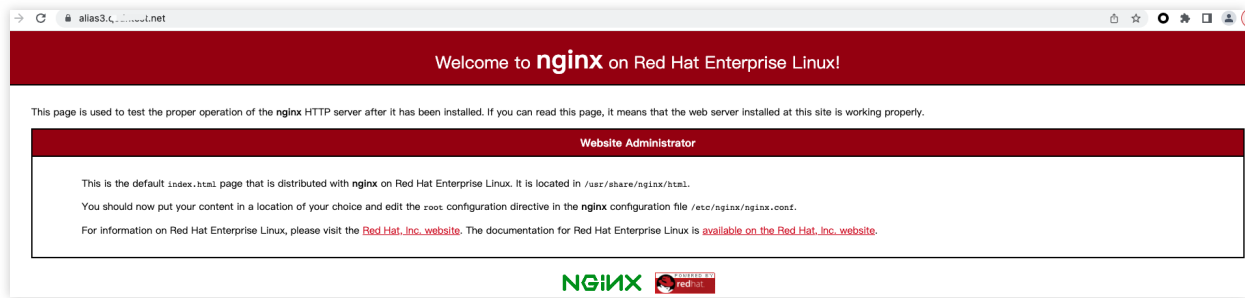 alias3.
.net
Welcome to nginx on Red Hat Enterprise Linux!
This page is used to test the proper operation of the nginx HTTP server after it has been installed. If you can read this page, it means that the web server installed at this site is working properly.
Website Administrator
This is the default index.html page that is distributed with nginx on Red Hat Enterprise Linux. It is located in /usr/share/nginx/html.
You should now put your content in a location of your choice and edit the root configuration directive in the nginx configuration file /etc/nginx/nginx.conf.
For information on Red Hat Enterprise Linux, please visit the Red Hat, Inc. website. The documentation for Red Hat Enterprise Linux is available on the Red Hat, Inc. website.
NGiNX
POWERED BY
redhat